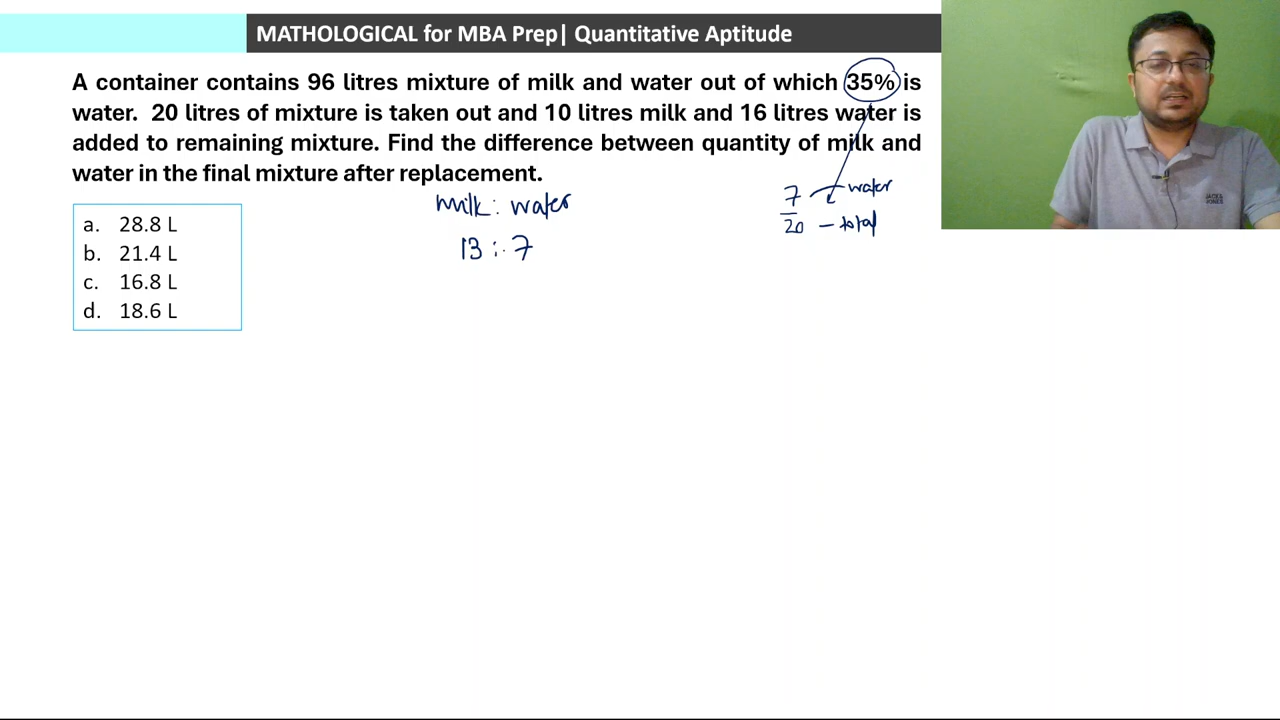 MATHOLOGICAL for MBA Prep| Quantitative Aptitude
A container contains 96 litres mixture of milk and water out of which 35% is
water. 20 litres of mixture is taken out and 10 litres milk and 16 litres water is
added to remaining mixture. Find the difference between quantity of milk and
water in the final mixture after replacement.
a. 28.8 L
b. 21.4 L
c. 16.8 L
d. 18.6 L
milk : water
13 : 7
7 water
20 – total
JACK &
JONES